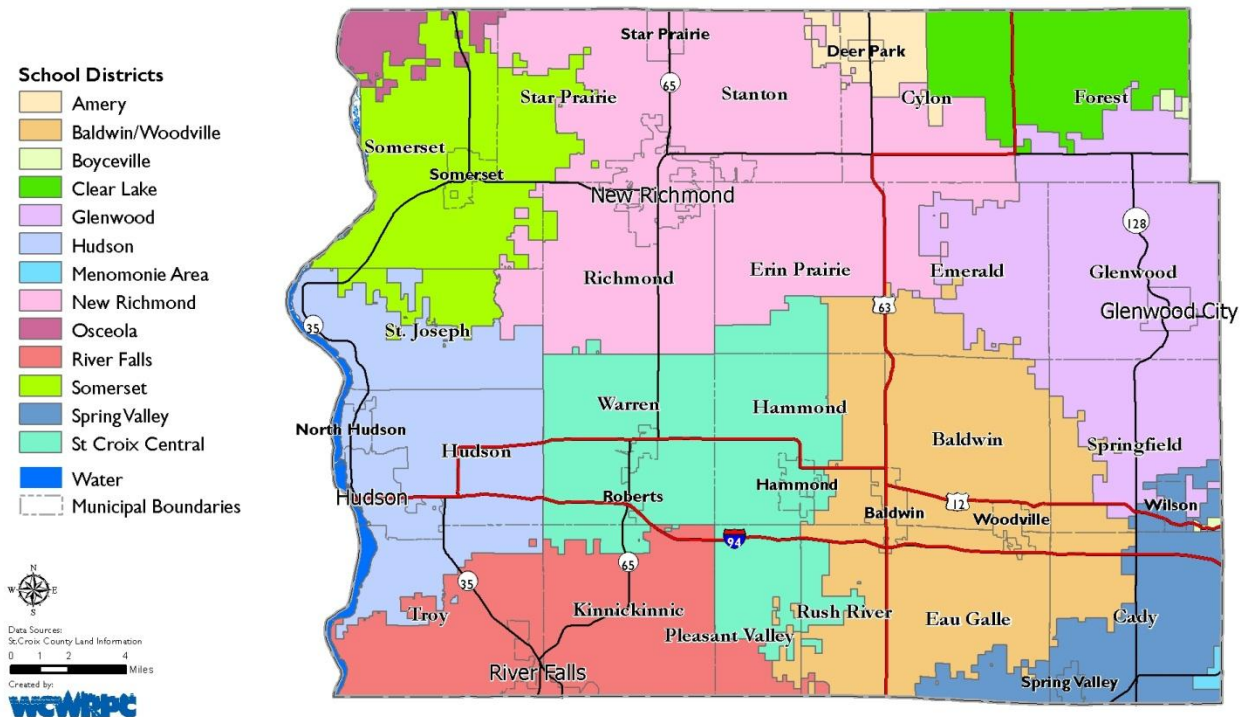 School Districts
Amery
Baldwin/Woodville
Boyceville
Clear Lake
Glenwood
Hudson
Menomonie Area
New Richmond
Osceola
River Falls
Somerset
Spring Valley
St Croix Central
Water
Municipal Boundaries
N
W E
S
Data Sources:
St.Croix County Land Information
0 1 2 4
Miles
Created by:
WCWRPC
Star Prairie
Deer Park
65
Star Prairie
Stanton
Cylon
Forest
Somerset
Somerset
New Richmond
128
Richmond
Erin Prairie
Emerald
Glenwood
63
Glenwood City
35
St. Joseph
Warren
Hammond
North Hudson
Hudson
Baldwin
Springfield
Hudson
Roberts
Hammond
Baldwin
12
Woodville
Wilson
94
35
65
Troy
Kinnickinnic
Rush River
Eau Galle
Cady
Pleasant Valley
River Falls
Spring Valley